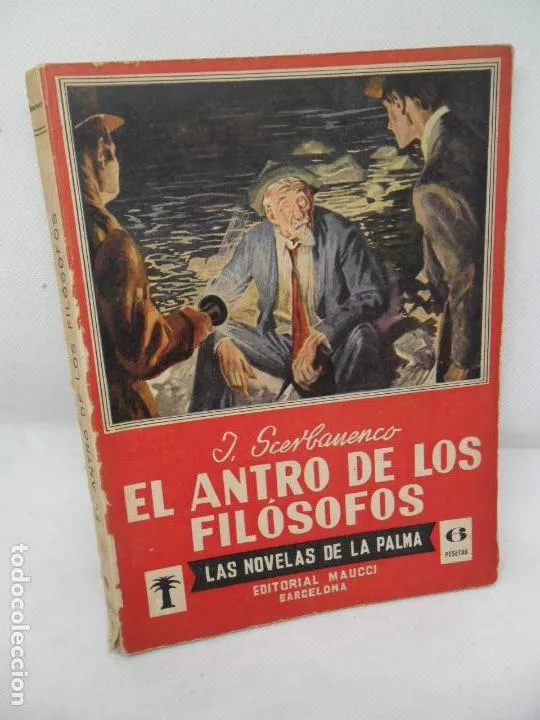 J. Scerbanenco
EL ANTRO DE LOS
FILÓSOFOS
LAS NOVELAS DE LA PALMA
6
PESETAS
EDITORIAL MAUCCI
BARCELONA
EL ANTRO DE LOS FILÓSOFOS
todocoleccion